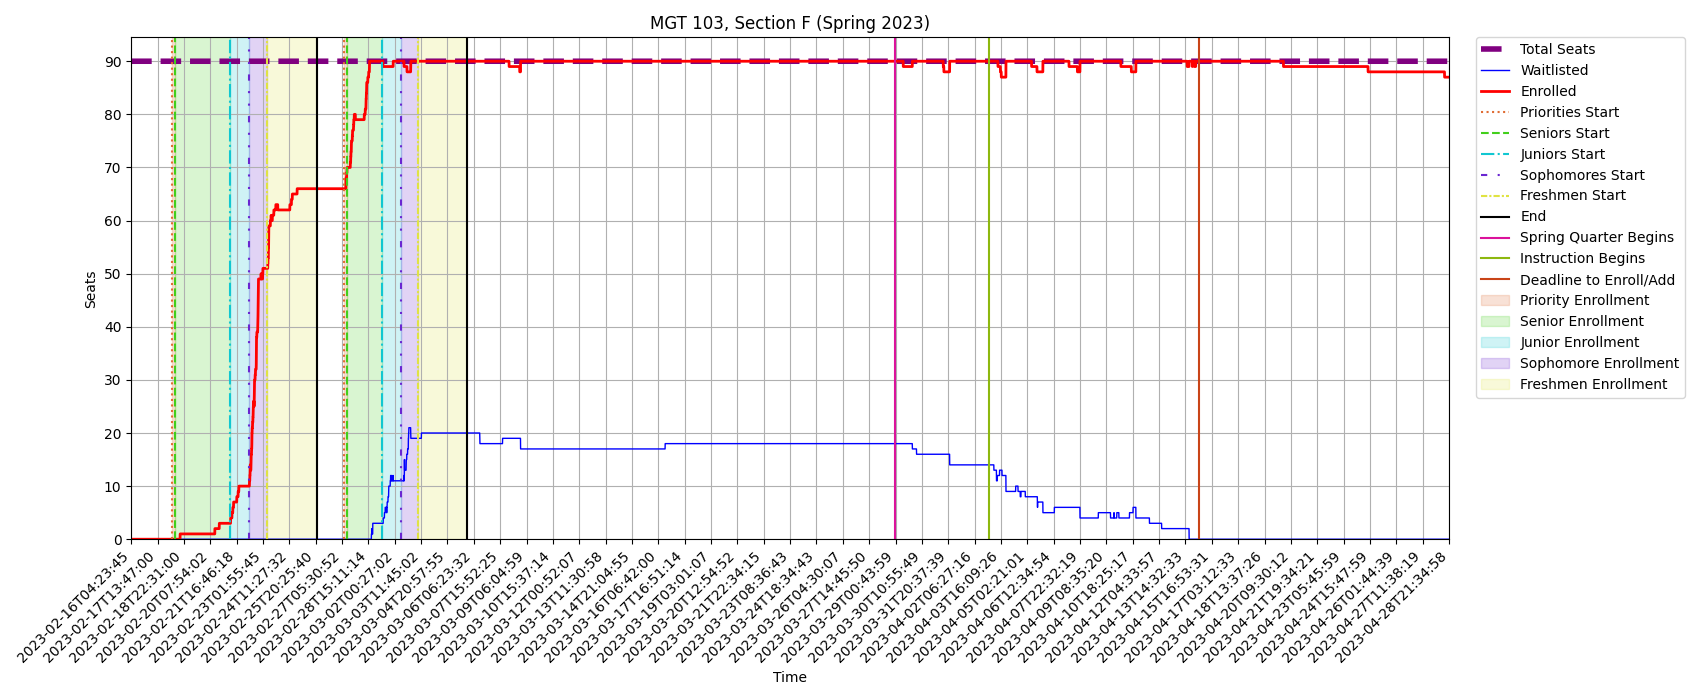 MGT 103, Section F (Spring 2023)
Seats
90
80
70
60
50
40
30
20
10
0
2023-02-16T04:23:45
2023-02-17T13:47:00
2023-02-18T22:31:00
2023-02-20T07:54:02
2023-02-21T16:46:18
2023-02-23T01:55:45
2023-02-24T11:27:32
2023-02-25T20:25:40
2023-02-27T05:30:52
2023-02-28T15:11:14
2023-03-02T00:27:02
2023-03-03T11:45:02
2023-03-04T20:57:55
2023-03-06T06:23:32
2023-03-07T15:52:25
2023-03-09T06:04:59
2023-03-10T15:37:14
2023-03-12T00:52:07
2023-03-13T11:30:58
2023-03-14T21:04:55
2023-03-16T06:42:00
2023-03-17T16:51:14
2023-03-19T03:01:07
2023-03-20T12:54:52
2023-03-21T22:34:15
2023-03-23T08:36:43
2023-03-24T18:34:43
2023-03-26T04:30:07
2023-03-27T14:45:50
2023-03-29T00:43:59
2023-03-30T10:55:49
2023-03-31T20:37:39
2023-04-02T06:27:16
2023-04-03T16:09:26
2023-04-05T02:21:01
2023-04-06T12:34:54
2023-04-07T22:32:19
2023-04-09T08:35:20
2023-04-10T18:25:17
2023-04-12T04:33:57
2023-04-13T14:32:33
2023-04-15T16:53:31
2023-04-17T03:12:33
2023-04-18T13:37:26
2023-04-20T09:30:12
2023-04-21T19:34:21
2023-04-23T05:45:59
2023-04-24T15:47:59
2023-04-26T01:44:39
2023-04-27T11:38:19
2023-04-28T21:34:58
Time
Total Seats
Waitlisted
Enrolled
Priorities Start
Seniors Start
Juniors Start
Sophomores Start
Freshmen Start
End
Spring Quarter Begins
Instruction Begins
Deadline to Enroll/Add
Priority Enrollment
Senior Enrollment
Junior Enrollment
Sophomore Enrollment
Freshmen Enrollment